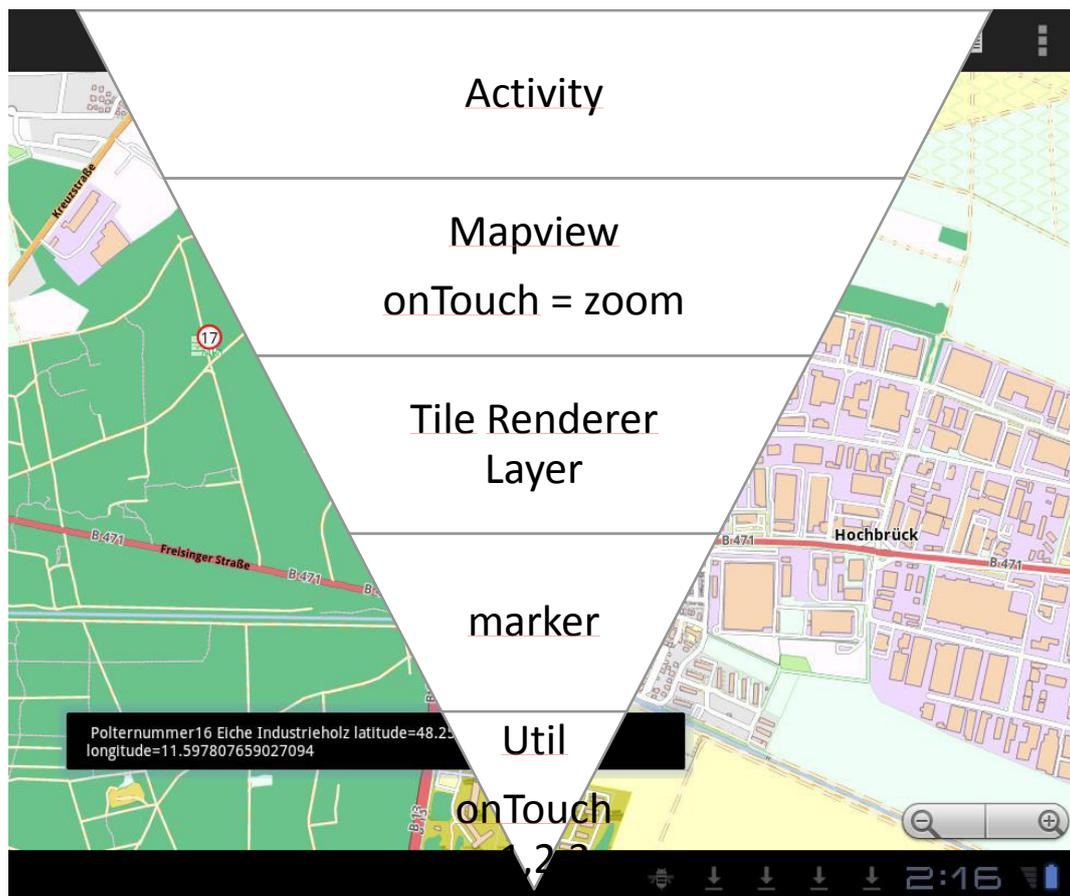 Activity
Kreuzstraße
Mapview
onTouch = zoom
17
Tile Renderer
Layer
B 471
Freisinger Straße
B 471
B 471
Hochbrück
B 471
marker
Polternummer16 Eiche Industrieholz latitude=48.25
longitude=11.597807659027094
Util
onTouch
B 13
2:16